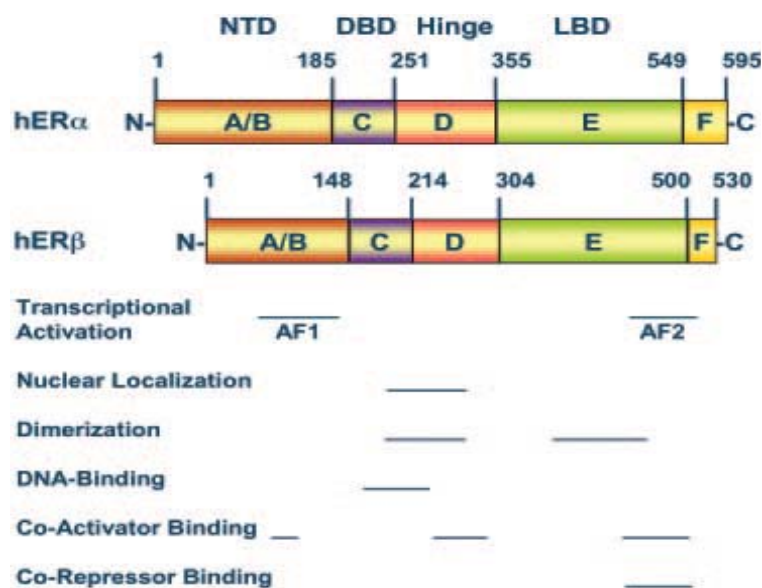 NTD DBD Hinge LBD
1 185 251 355 549 595
hERα N- A/B C D E F -C
1 148 214 304 500 530
hERβ N- A/B C D E F -C
Transcriptional
Activation AF1 AF2
Nuclear Localization
Dimerization
DNA-Binding
Co-Activator Binding
Co-Repressor Binding